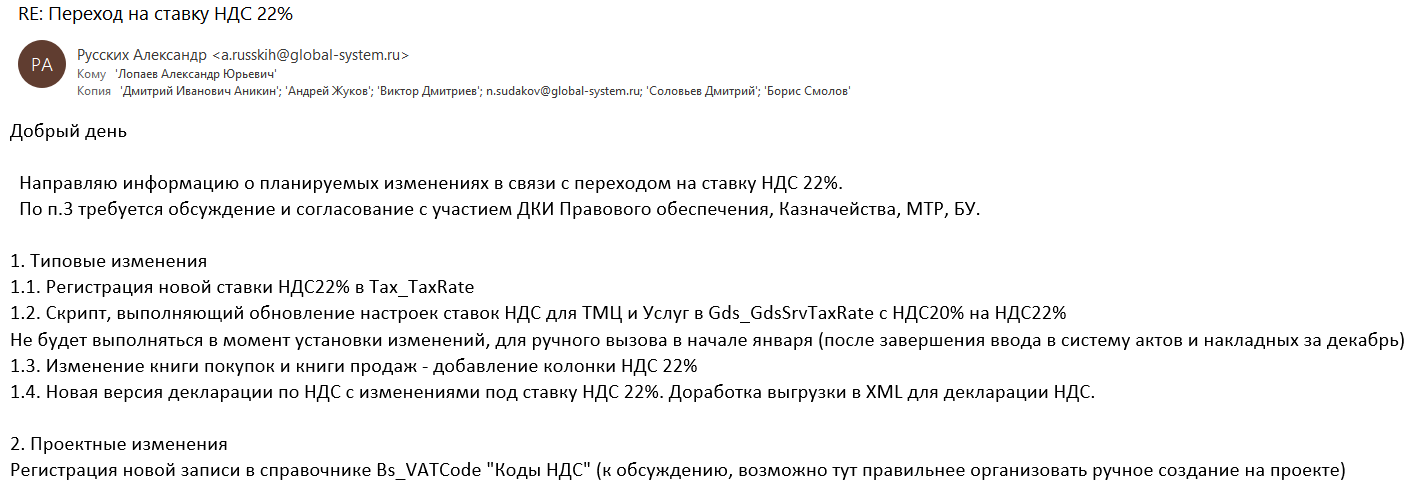 RE: Переход на ставку НДС 22%
РА
Русских Александр <a.russkih@global-system.ru>
Кому 'Лопаев Александр Юрьевич'
Копия 'Дмитрий Иванович Аникин'; 'Андрей Жуков'; 'Виктор Дмитриев'; n.sudakov@global-system.ru; 'Соловьев Дмитрий'; 'Борис Смолов'
Добрый день
Направляю информацию о планируемых изменениях в связи с переходом на ставку НДС 22%.
По п.3 требуется обсуждение и согласование с участием ДКИ Правового обеспечения, Казначейства, МТР, БУ.
1. Типовые изменения
1.1. Регистрация новой ставки НДС22% в Tax_TaxRate
1.2. Скрипт, выполняющий обновление настроек ставок НДС для ТМЦ и Услуг в Gds_GdsSrvTaxRate с НДС20% на НДС22%
Не будет выполняться в момент установки изменений, для ручного вызова в начале января (после завершения ввода в систему актов и накладных за декабрь)
1.3. Изменение книги покупок и книги продаж - добавление колонки НДС 22%
1.4. Новая версия декларации по НДС с изменениями под ставку НДС 22%. Доработка выгрузки в XML для декларации НДС.
2. Проектные изменения
Регистрация новой записи в справочнике Bs_VATCode "Коды НДС" (к обсуждению, возможно тут правильнее организовать ручное создание на проекте)